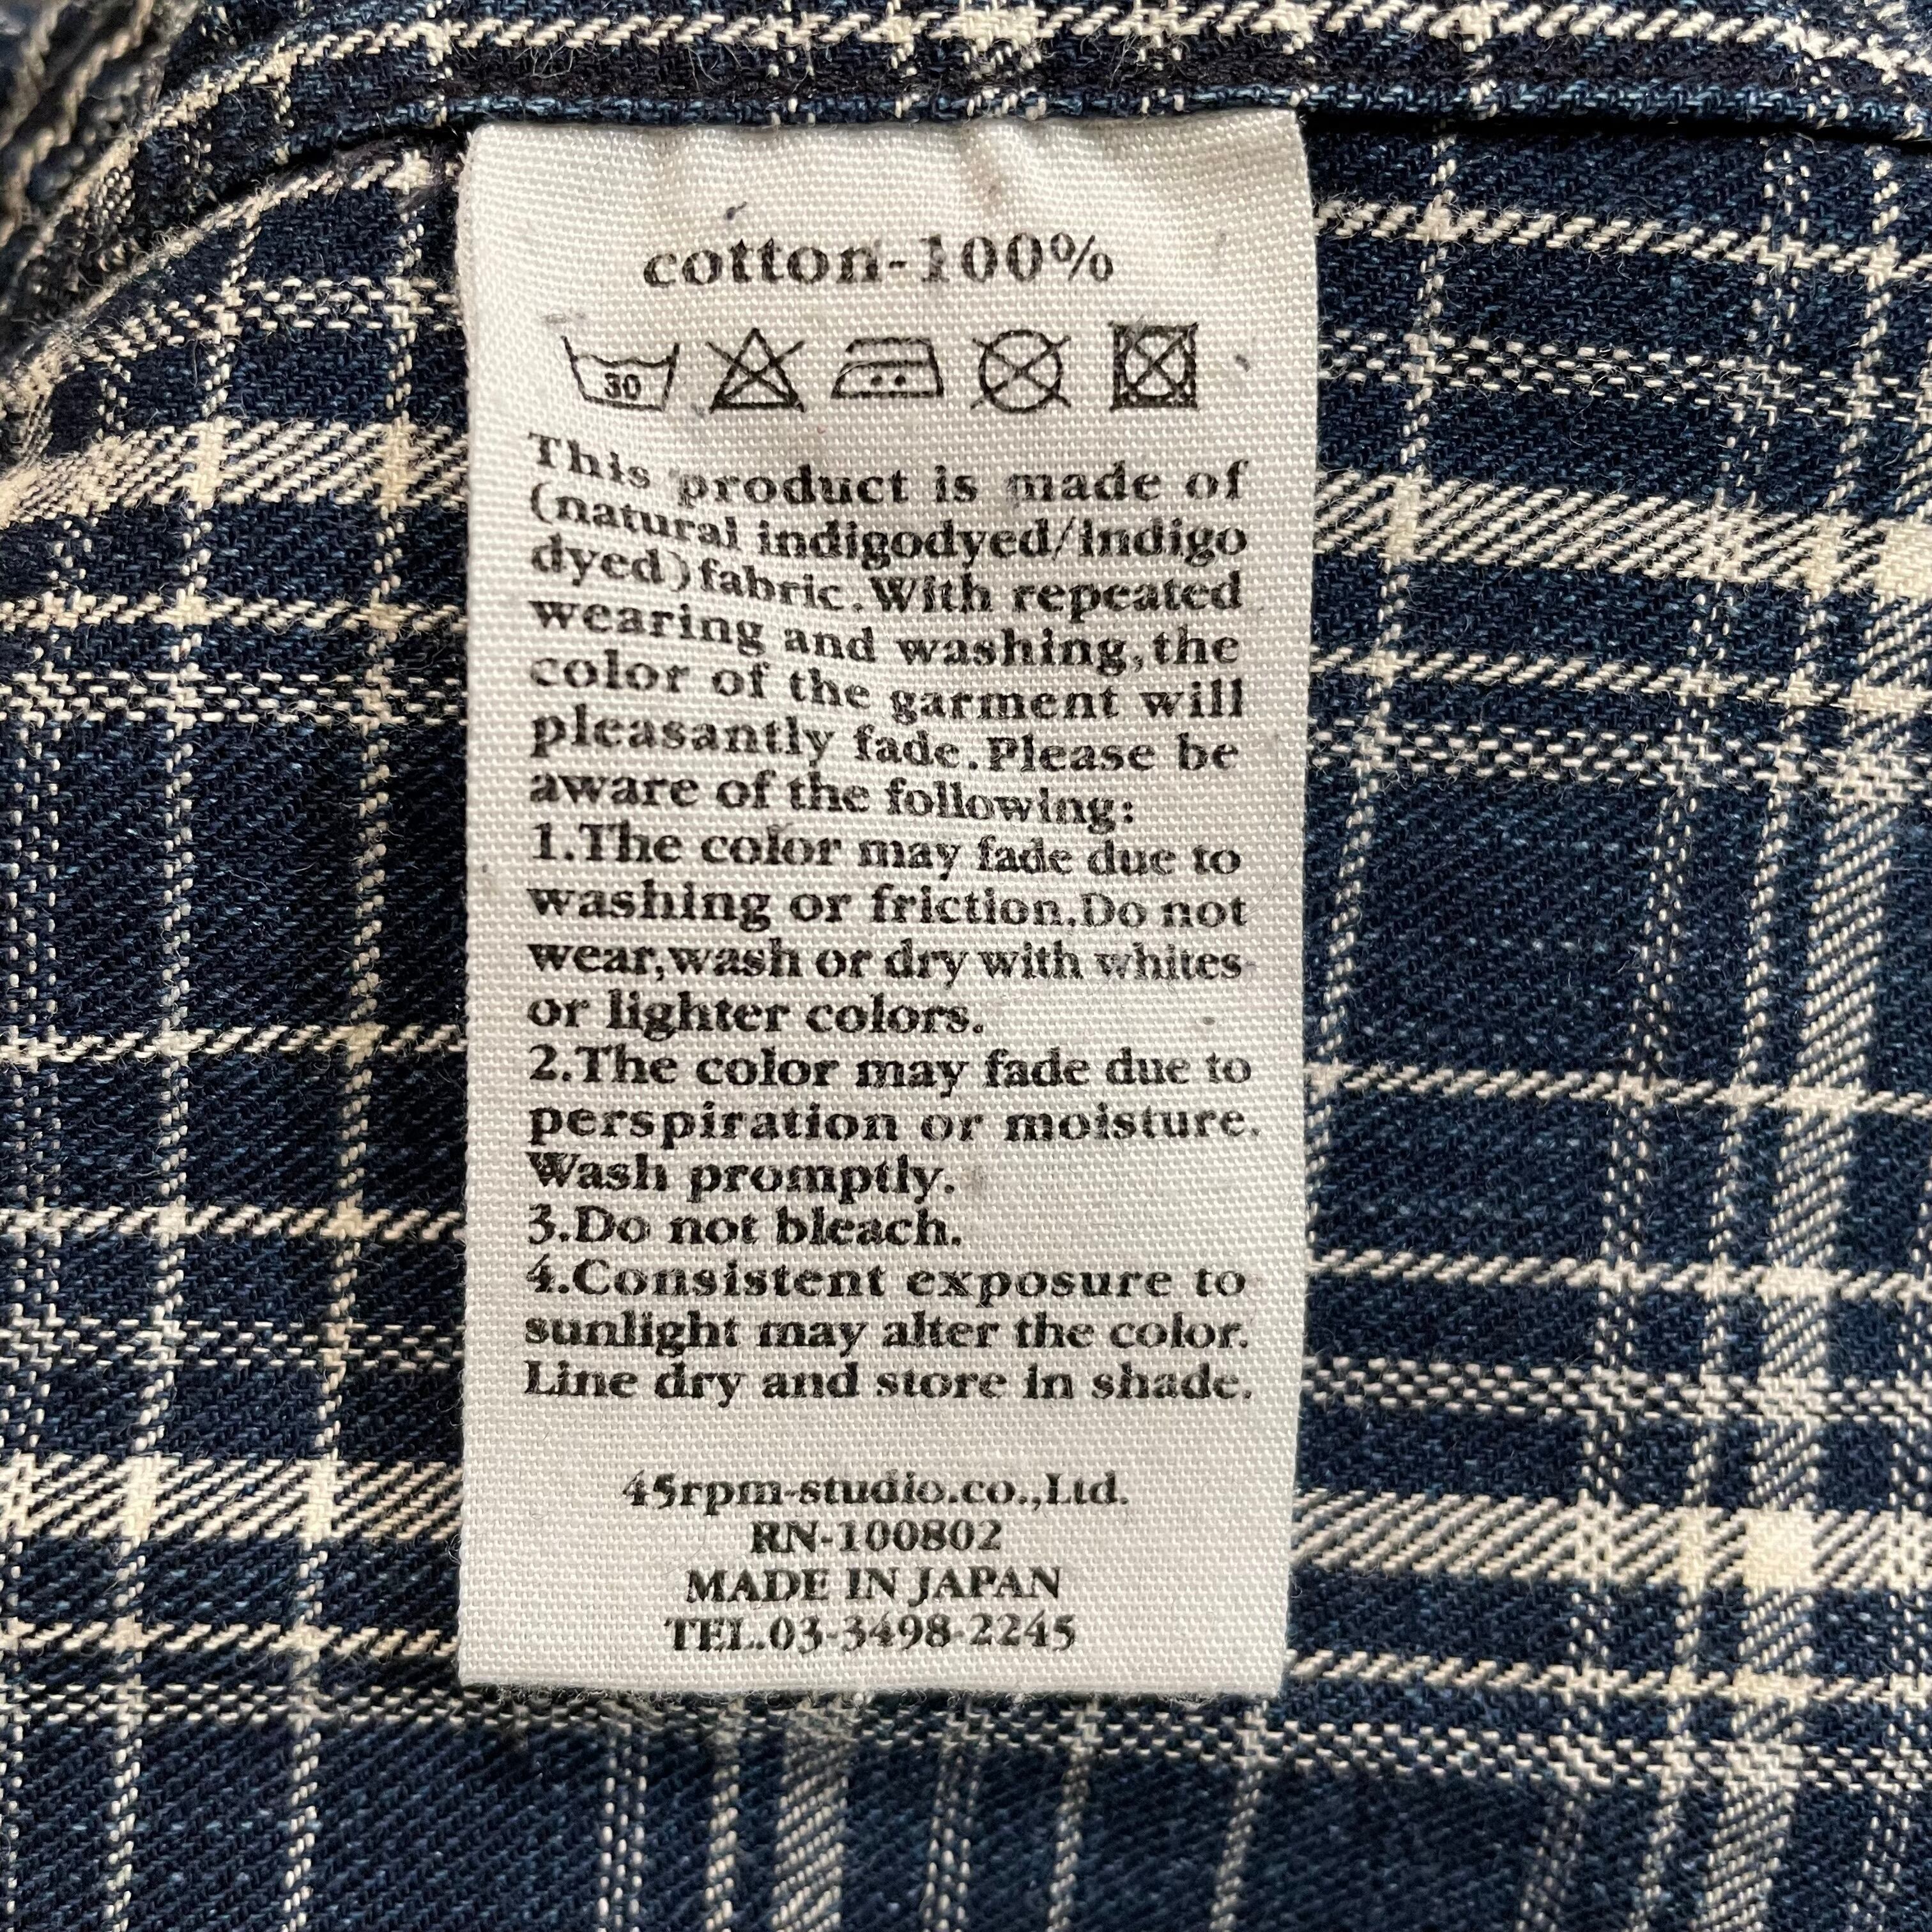 cotton-100%
30
This product is made of
(natural indigodyed/indigo
dyed)fabric.With repeated
wearing and washing,the
color of the garment will
pleasantly fade.Please be
aware of the following:
1.The color may fade due to
washing or friction.Do not
wear,wash or dry with whites
or lighter colors.
2.The color may fade due to
perspiration or moisture.
Wash promptly.
3.Do not bleach.
4.Consistent exposure to
sunlight may alter the color.
Line dry and store in shade.
45rpm-studio.co.,Ltd.
RN-100802
MADE IN JAPAN
TEL.03-3498-2245